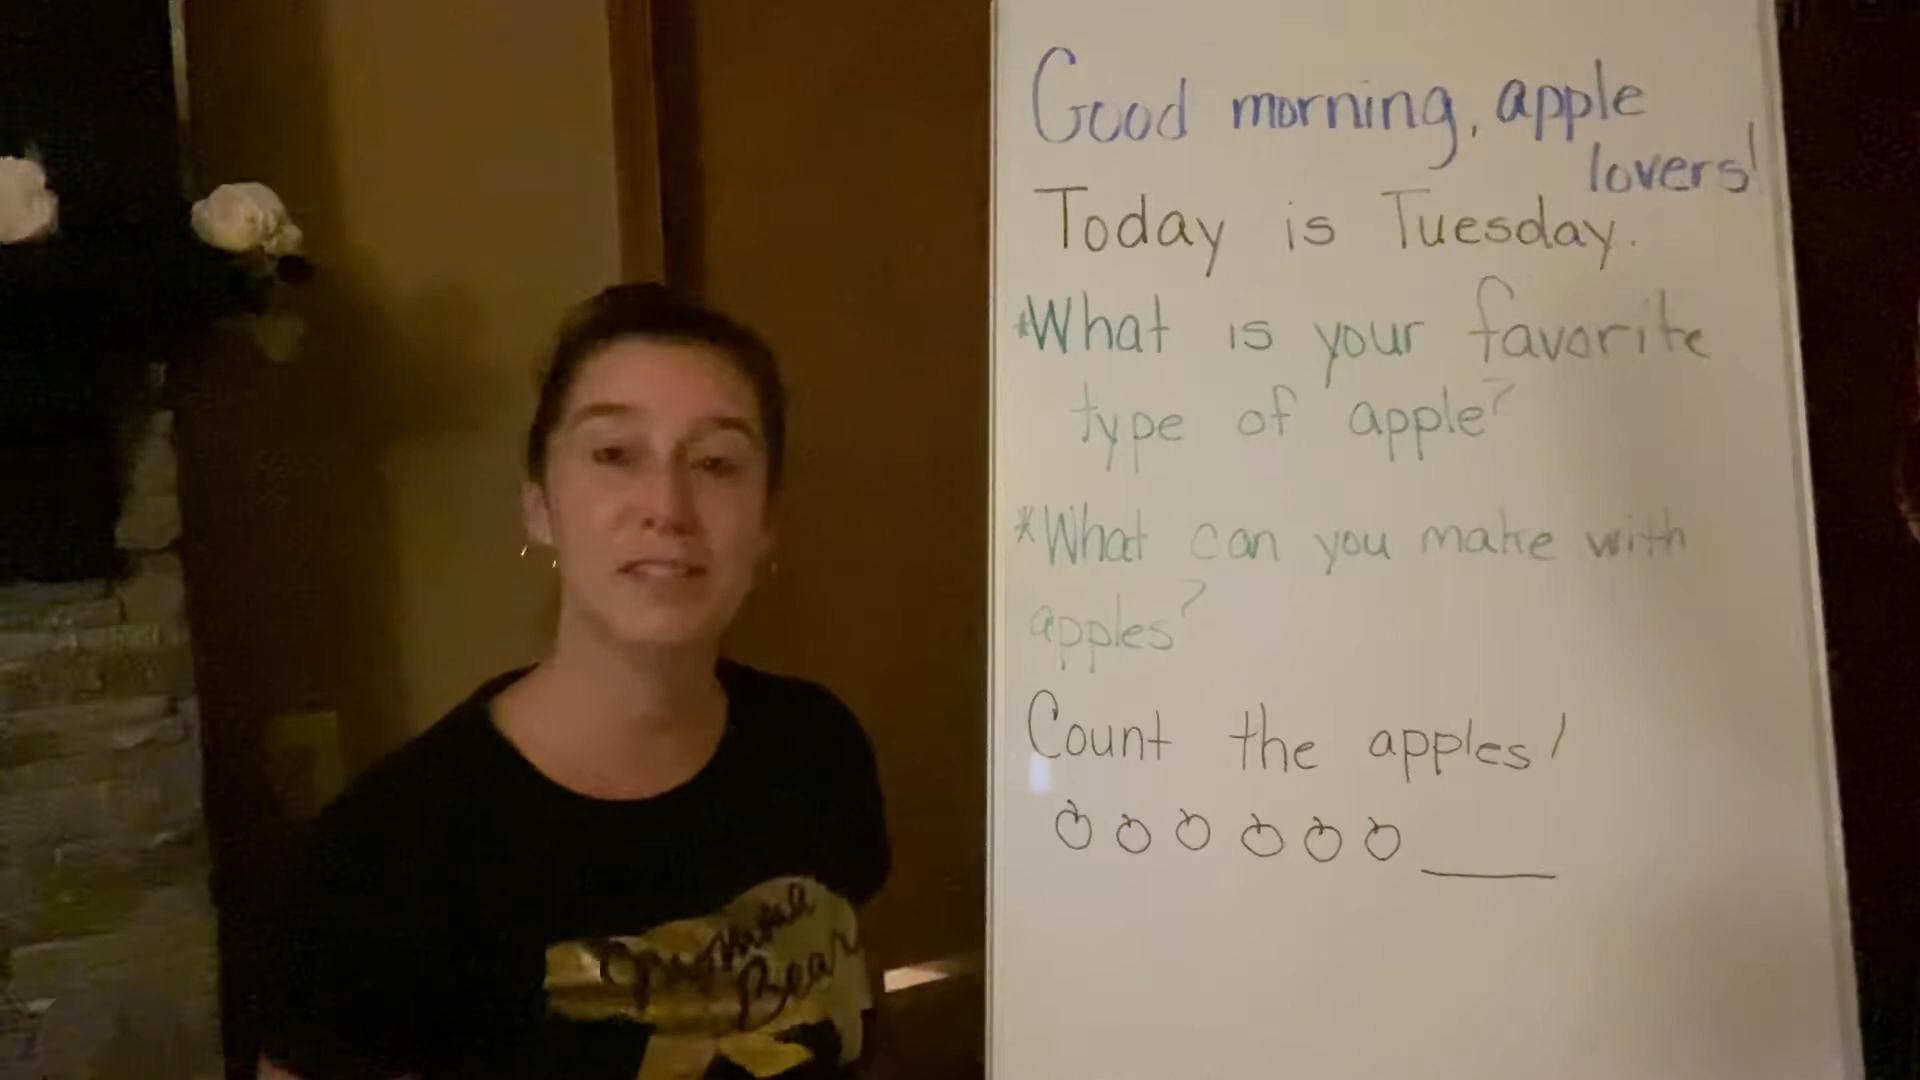 Good morning, apple
lovers!
Today is Tuesday.
*What is your favorite
type of apple?
*What can you make with
apples?
Count the apples!
Bear